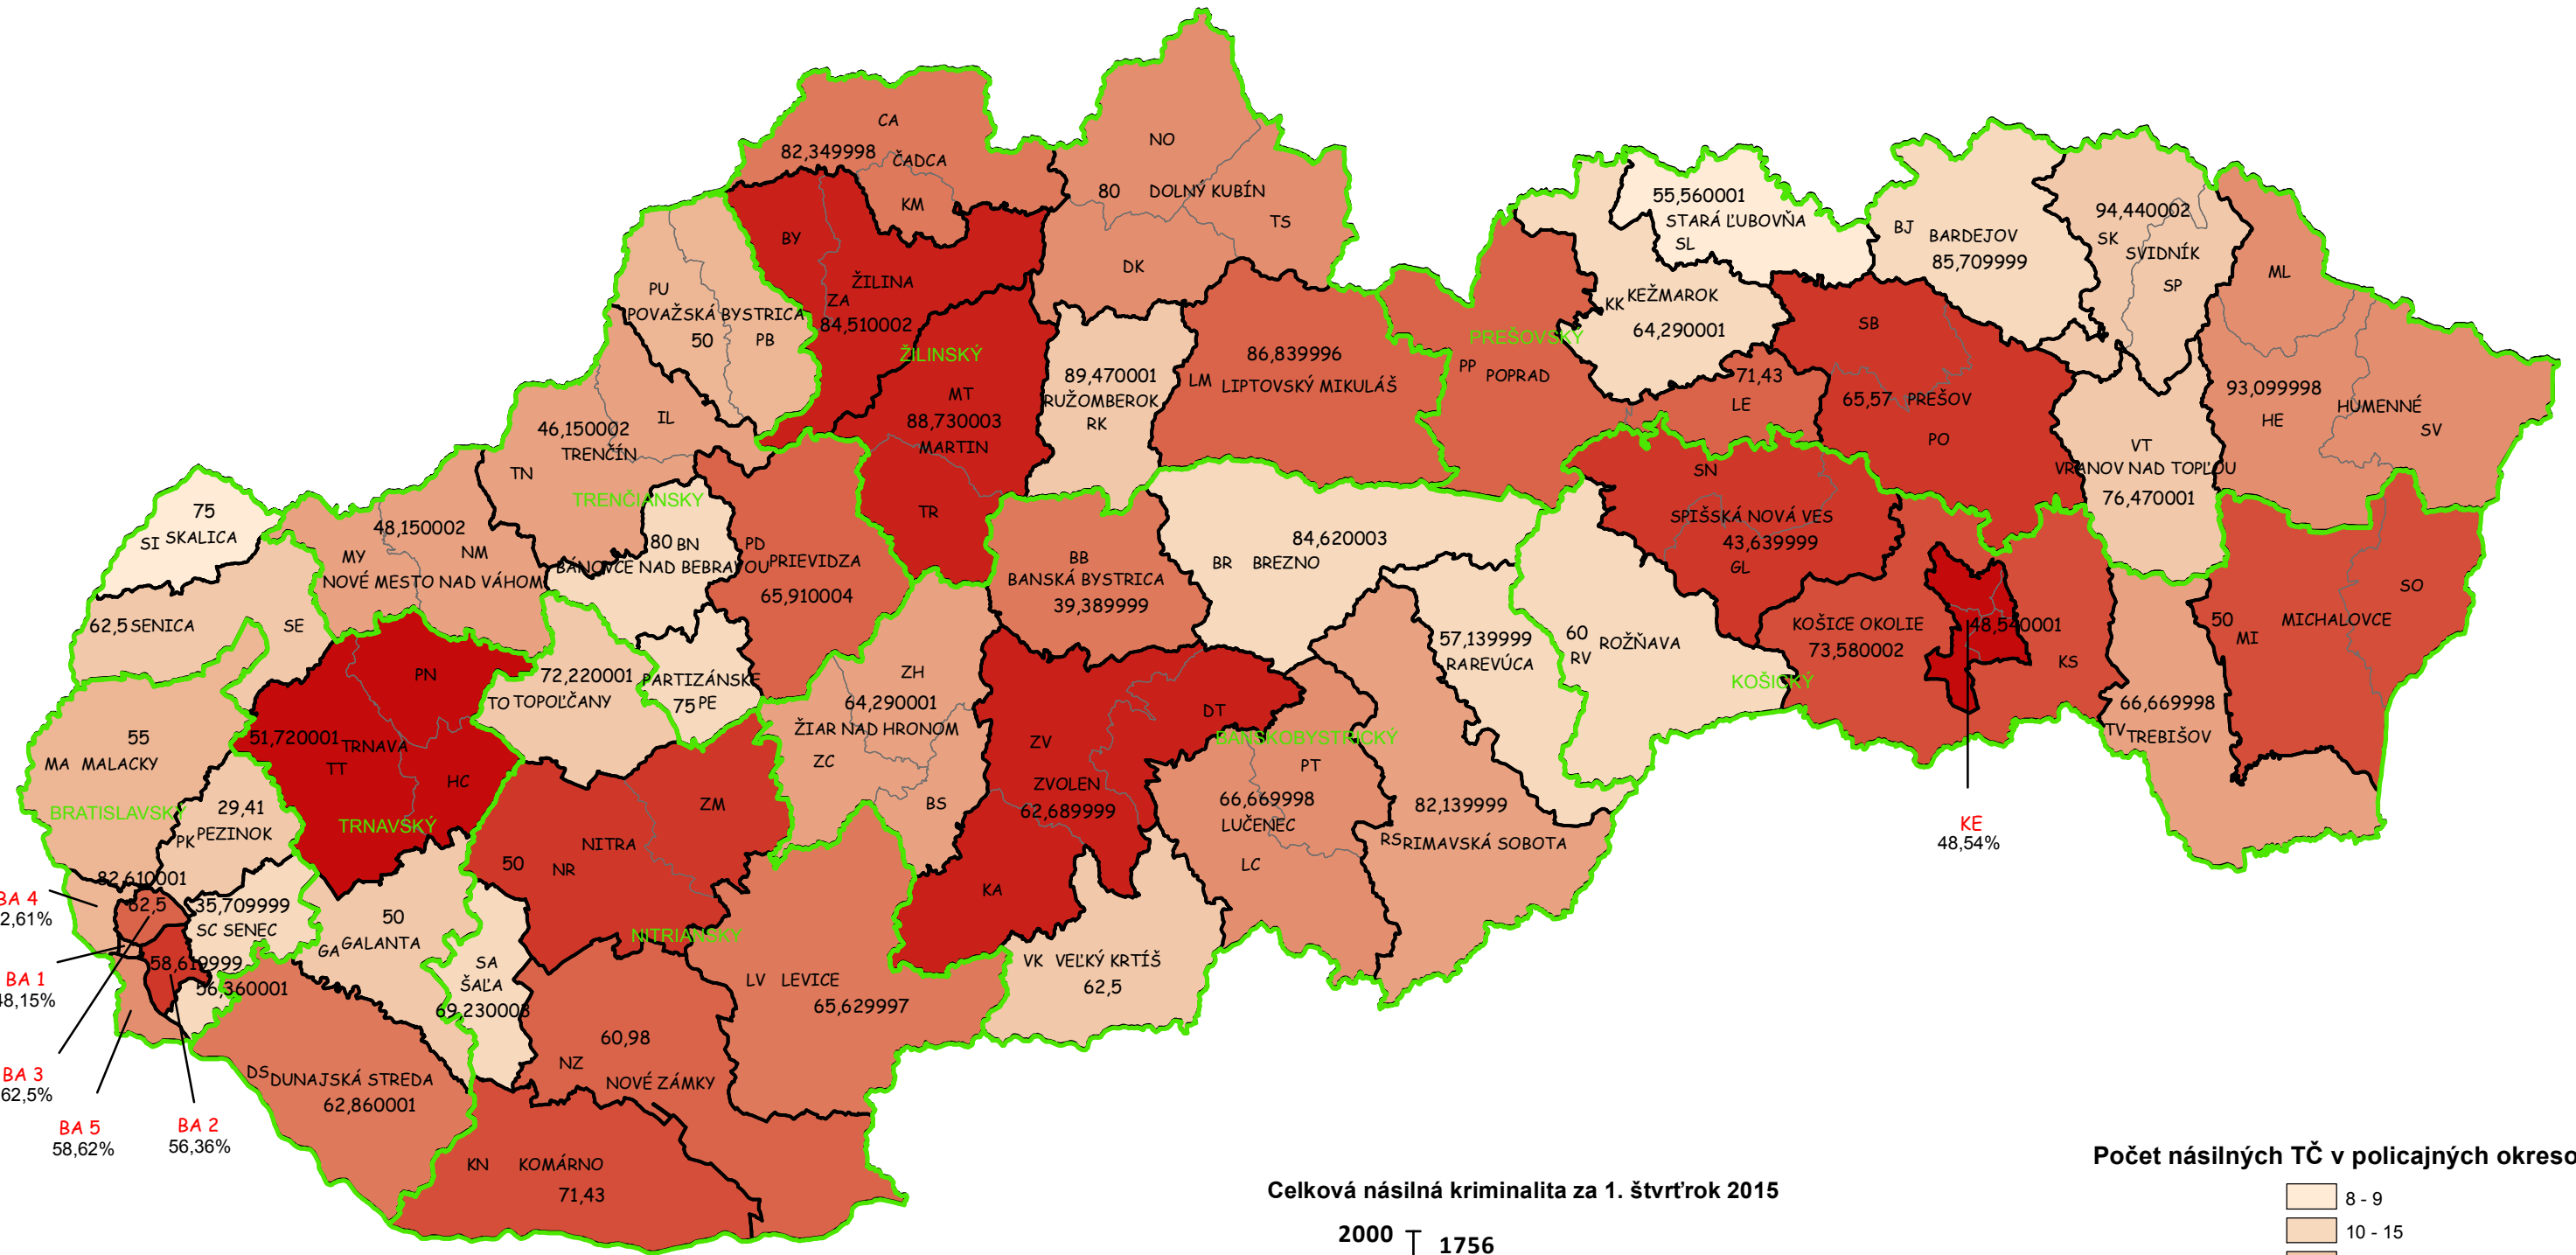 CA
82,349998
ČADCA
KM
NO
80
DOLNÝ KUBÍN
TS
DK
BY
ŽILINA
ZA
84,510002
ŽILINSKÝ
MT
88,730003
MARTIN
TR
PU
POVAŽSKÁ BYSTRICA
50
PB
89,470001
RUŽOMBEROK
RK
86,839996
LM
LIPTOVSKÝ MIKULÁŠ
PREŠOVSKÝ
PP
POPRAD
71,43
LE
55,560001
STARÁ ĽUBOVŇA
SL
KK
KEŽMAROK
64,290001
BJ
BARDEJOV
85,709999
94,440002
SK
SVIDNÍK
SP
ML
93,099998
HE
HUMENNÉ
SV
SB
65,57
PREŠOV
PO
VT
VRANOV NAD TOPĽOU
76,470001
46,150002
TRENČÍN
IL
TN
TRENČIANSKY
75
SI
SKALICA
48,150002
MY
NM
NOVÉ MESTO NAD VÁHOM
80
BN
BÁNOVCE NAD BEBRAVOU
PD
PRIEVIDZA
65,910004
62,5
SENICA
SE
BB
BANSKÁ BYSTRICA
39,389999
84,620003
BR
BREZNO
SN
SPIŠSKÁ NOVÁ VES
43,639999
GL
KOŠICE OKOLIE
73,580002
48,540001
KS
KOŠICKÝ
KE
48,54%
50
MI
MICHALOVCE
SO
66,669998
TV
TREBIŠOV
60
RV
ROŽŇAVA
57,139999
RA
REVÚCA
PN
51,720001
TRNAVA
TT
HC
TRNAVSKÝ
72,220001
TO
TOPOĽČANY
PARTIZÁNSKE
75
PE
ZH
64,290001
ŽIAR NAD HRONOM
ZC
BS
DT
ZV
ZVOLEN
62,689999
KA
BANSKOBYSTRICKÝ
PT
66,669998
LUČENEC
LC
82,139999
RS
RIMAVSKÁ SOBOTA
55
MA
MALACKY
BRATISLAVSKÝ
29,41
PK
PEZINOK
82,610001
62,5
35,709999
SC
SENEC
58,619999
56,360001
BA 4
2,61%
BA 1
48,15%
BA 3
62,5%
BA 5
58,62%
BA 2
56,36%
50
GA
GALANTA
SA
ŠAĽA
69,230003
ZM
NITRA
50
NR
NITRIANSKY
LV
LEVICE
65,629997
VK
VEĽKÝ KRTÍŠ
62,5
DS
DUNAJSKÁ STREDA
62,860001
60,98
NZ
NOVÉ ZÁMKY
KN
KOMÁRNO
71,43
Celková násilná kriminalita za 1. štvrťrok 2015
2000
1756
Počet násilných TČ v policajných okreso
8 - 9
10 - 15